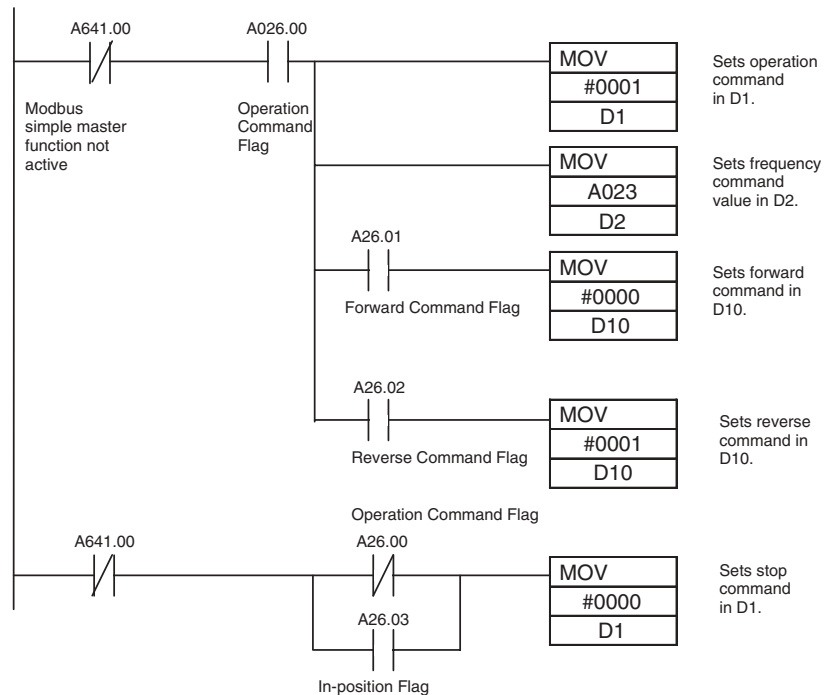 A641.00
A026.00
Modbus
simple master
function not
active
Operation
Command
Flag
MOV
#0001
D1
Sets operation
command
in D1.
MOV
A023
D2
Sets frequency
command
value in D2.
A26.01
Forward Command Flag
MOV
#0000
D10
Sets forward
command in
D10.
A26.02
Reverse Command Flag
MOV
#0001
D10
Sets reverse
command in
D10.
Operation Command Flag
A641.00
A26.00
MOV
#0000
D1
Sets stop
command
in D1.
A26.03
In-position Flag